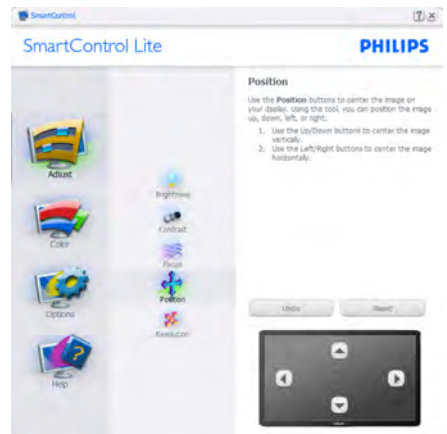 SmartControl
SmartControl Lite
PHILIPS
Position
Use the Position buttons to center the image on
your display. Using the tool, you can position the image
up, down, left, or right.
1. Use the Up/Down buttons to center the image
vertically.
2. Use the Left/Right buttons to center the image
horizontally.
Adjust
Brightness
Contrast
Color
Focus
Position
Options
Resolution
Help
Undo
Reset